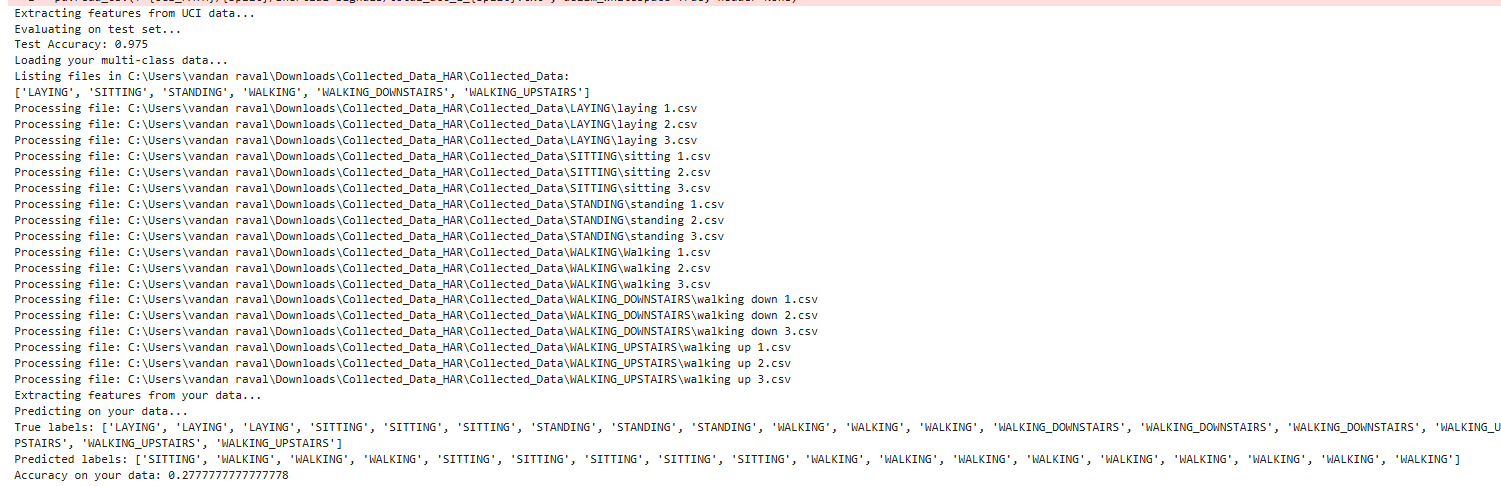 Extracting features from UCI data...
Evaluating on test set...
Test Accuracy: 0.975
Loading your multi-class data...
Listing files in C:\Users\vandan raval\Downloads\Collected_Data_HAR\Collected_Data:
['LAYING', 'SITTING', 'STANDING', 'WALKING', 'WALKING_DOWNSTAIRS', 'WALKING_UPSTAIRS']
Processing file: C:\Users\vandan raval\Downloads\Collected_Data_HAR\Collected_Data\LAYING\laying 1.csv
Processing file: C:\Users\vandan raval\Downloads\Collected_Data_HAR\Collected_Data\LAYING\laying 2.csv
Processing file: C:\Users\vandan raval\Downloads\Collected_Data_HAR\Collected_Data\LAYING\laying 3.csv
Processing file: C:\Users\vandan raval\Downloads\Collected_Data_HAR\Collected_Data\SITTING\sitting 1.csv
Processing file: C:\Users\vandan raval\Downloads\Collected_Data_HAR\Collected_Data\SITTING\sitting 2.csv
Processing file: C:\Users\vandan raval\Downloads\Collected_Data_HAR\Collected_Data\SITTING\sitting 3.csv
Processing file: C:\Users\vandan raval\Downloads\Collected_Data_HAR\Collected_Data\STANDING\standing 1.csv
Processing file: C:\Users\vandan raval\Downloads\Collected_Data_HAR\Collected_Data\STANDING\standing 2.csv
Processing file: C:\Users\vandan raval\Downloads\Collected_Data_HAR\Collected_Data\STANDING\standing 3.csv
Processing file: C:\Users\vandan raval\Downloads\Collected_Data_HAR\Collected_Data\WALKING\Walking 1.csv
Processing file: C:\Users\vandan raval\Downloads\Collected_Data_HAR\Collected_Data\WALKING\walking 2.csv
Processing file: C:\Users\vandan raval\Downloads\Collected_Data_HAR\Collected_Data\WALKING\walking 3.csv
Processing file: C:\Users\vandan raval\Downloads\Collected_Data_HAR\Collected_Data\WALKING_DOWNSTAIRS\walking down 1.csv
Processing file: C:\Users\vandan raval\Downloads\Collected_Data_HAR\Collected_Data\WALKING_DOWNSTAIRS\walking down 2.csv
Processing file: C:\Users\vandan raval\Downloads\Collected_Data_HAR\Collected_Data\WALKING_DOWNSTAIRS\walking down 3.csv
Processing file: C:\Users\vandan raval\Downloads\Collected_Data_HAR\Collected_Data\WALKING_UPSTAIRS\walking up 1.csv
Processing file: C:\Users\vandan raval\Downloads\Collected_Data_HAR\Collected_Data\WALKING_UPSTAIRS\walking up 2.csv
Processing file: C:\Users\vandan raval\Downloads\Collected_Data_HAR\Collected_Data\WALKING_UPSTAIRS\walking up 3.csv
Extracting features from your data...
Predicting on your data...
True labels: ['LAYING', 'LAYING', 'LAYING', 'SITTING', 'SITTING', 'SITTING', 'STANDING', 'STANDING', 'STANDING', 'WALKING', 'WALKING', 'WALKING', 'WALKING_DOWNSTAIRS', 'WALKING_DOWNSTAIRS', 'WALKING_DOWNSTAIRS', 'WALKING_U
PSTAIRS', 'WALKING_UPSTAIRS', 'WALKING_UPSTAIRS']
Predicted labels: ['SITTING', 'WALKING', 'WALKING', 'WALKING', 'SITTING', 'SITTING', 'SITTING', 'SITTING', 'SITTING', 'WALKING', 'WALKING', 'WALKING', 'WALKING', 'WALKING', 'WALKING', 'WALKING', 'WALKING', 'WALKING']
Accuracy on your data: 0.2777777777777778